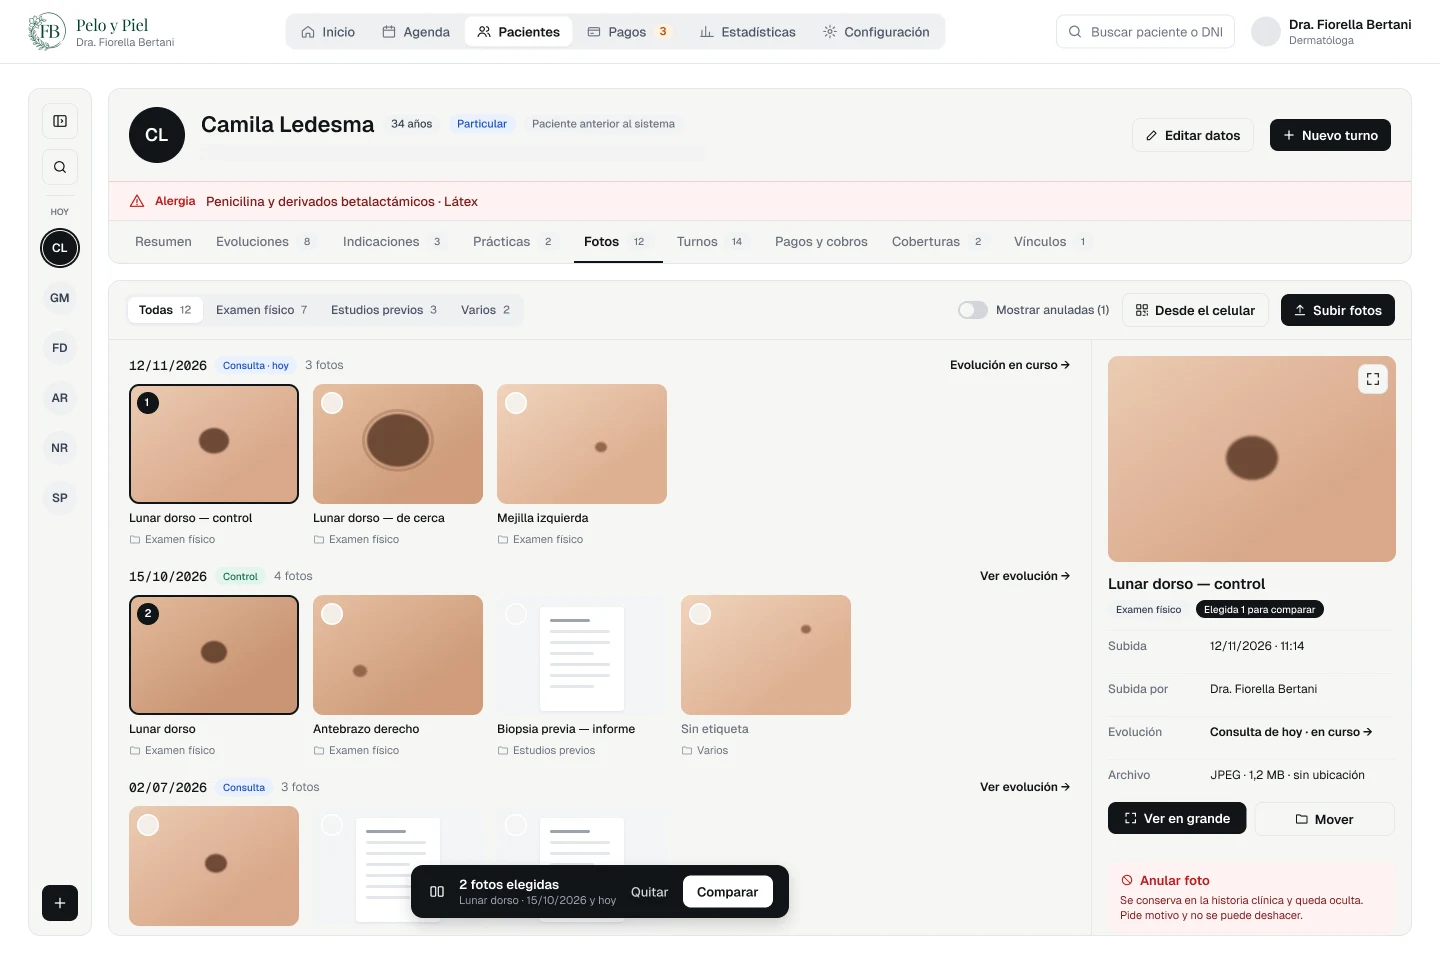 FB
Pelo y Piel
Dra. Fiorella Bertani
Inicio
Agenda
Pacientes
Pagos 3
Estadísticas
Configuración
Buscar paciente o DNI
Dra. Fiorella Bertani
Dermatóloga
HOY
CL
GM
FD
AR
NR
SP
CL
Camila Ledesma
34 años
Particular
Paciente anterior al sistema
Editar datos
Nuevo turno
Alergia Penicilina y derivados betalactámicos · Látex
Resumen
Evoluciones 8
Indicaciones 3
Prácticas 2
Fotos 12
Turnos 14
Pagos y cobros
Coberturas 2
Vínculos 1
Todas 12
Examen físico 7
Estudios previos 3
Varios 2
Mostrar anuladas (1)
Desde el celular
Subir fotos
12/11/2026 Consulta · hoy 3 fotos
Evolución en curso →
1
Lunar dorso — control
Examen físico
Lunar dorso — de cerca
Examen físico
Mejilla izquierda
Examen físico
15/10/2026 Control 4 fotos
Ver evolución →
2
Lunar dorso
Examen físico
Antebrazo derecho
Examen físico
Biopsia previa — informe
Estudios previos
Sin etiqueta
Varios
02/07/2026 Consulta 3 fotos
Ver evolución →
2 fotos elegidas
Lunar dorso · 15/10/2026 y hoy
Quitar
Comparar
Lunar dorso — control
Examen físico
Elegida 1 para comparar
Subida 12/11/2026 · 11:14
Subida por Dra. Fiorella Bertani
Evolución Consulta de hoy · en curso →
Archivo JPEG · 1,2 MB · sin ubicación
Ver en grande
Mover
Anular foto
Se conserva en la historia clínica y queda oculta.
Pide motivo y no se puede deshacer.